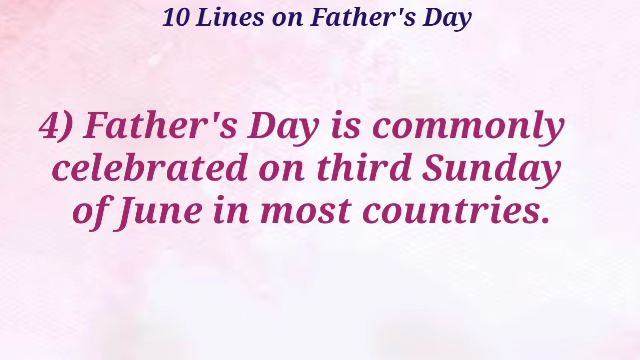 10 Lines on Father's Day
4) Father's Day is commonly
celebrated on third Sunday
of June in most countries.